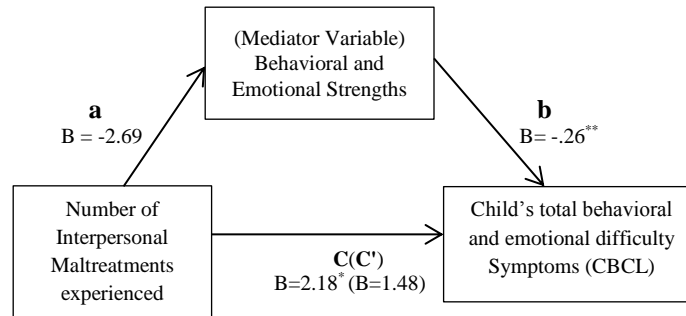 (Mediator Variable)
Behavioral and
Emotional Strengths
a
B = -2.69
b
B= -.26**
Number of
Interpersonal
Maltreatments
experienced
C(C')
B=2.18* (B=1.48)
Child's total behavioral
and emotional difficulty
Symptoms (CBCL)